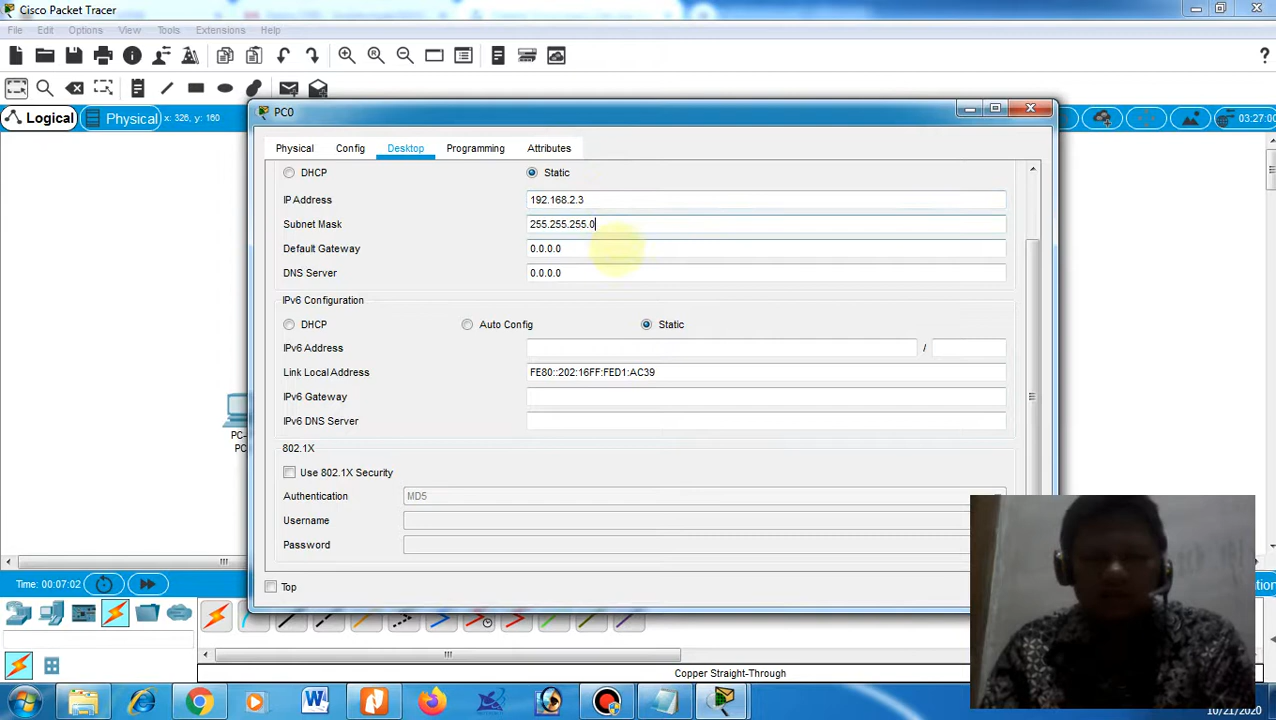 Cisco Packet Tracer
File Edit Options View Tools Extensions Help
?
Logical Physical x: 326, y: 160 03:27:00
PC0
Physical Config Desktop Programming Attributes
DHCP Static
IP Address 192.168.2.3
Subnet Mask 255.255.255.0
Default Gateway 0.0.0.0
DNS Server 0.0.0.0
IPv6 Configuration
DHCP Auto Config Static
IPv6 Address /
Link Local Address FE80::202:16FF:FED1:AC39
IPv6 Gateway
IPv6 DNS Server
802.1X
Use 802.1X Security
Authentication MD5
Username
Password
Top
PC-
PC
Time: 00:07:02
Copper Straight-Through
10/21/2020